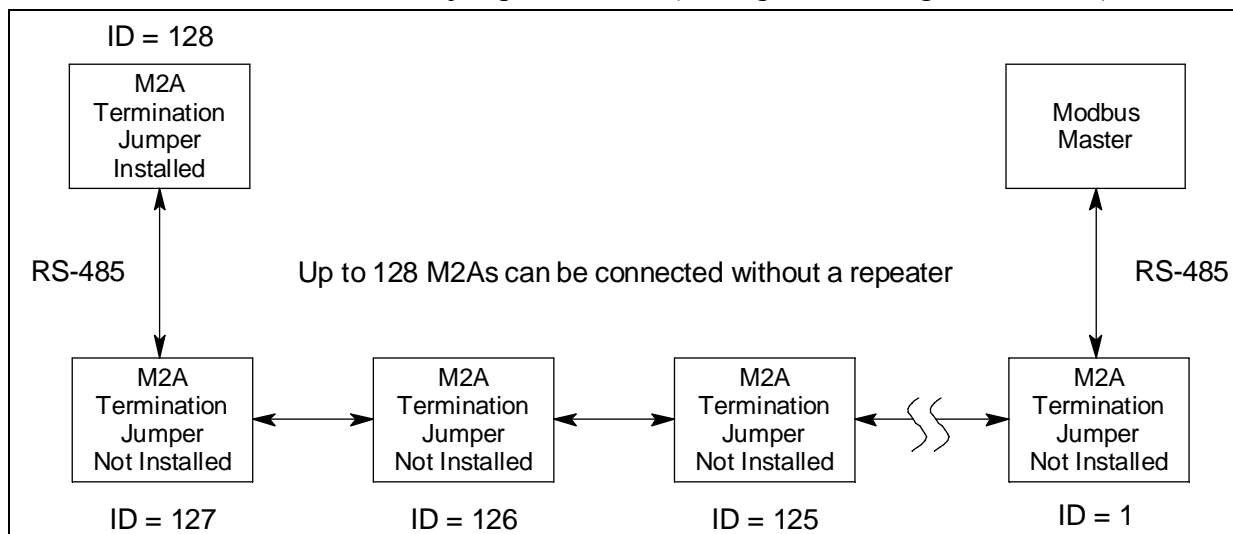 ID = 128
M2A
Termination
Jumper
Installed
Modbus
Master
RS-485
Up to 128 M2As can be connected without a repeater
RS-485
M2A
Termination
Jumper
Not Installed
M2A
Termination
Jumper
Not Installed
M2A
Termination
Jumper
Not Installed
M2A
Termination
Jumper
Not Installed
ID = 127
ID = 126
ID = 125
ID = 1